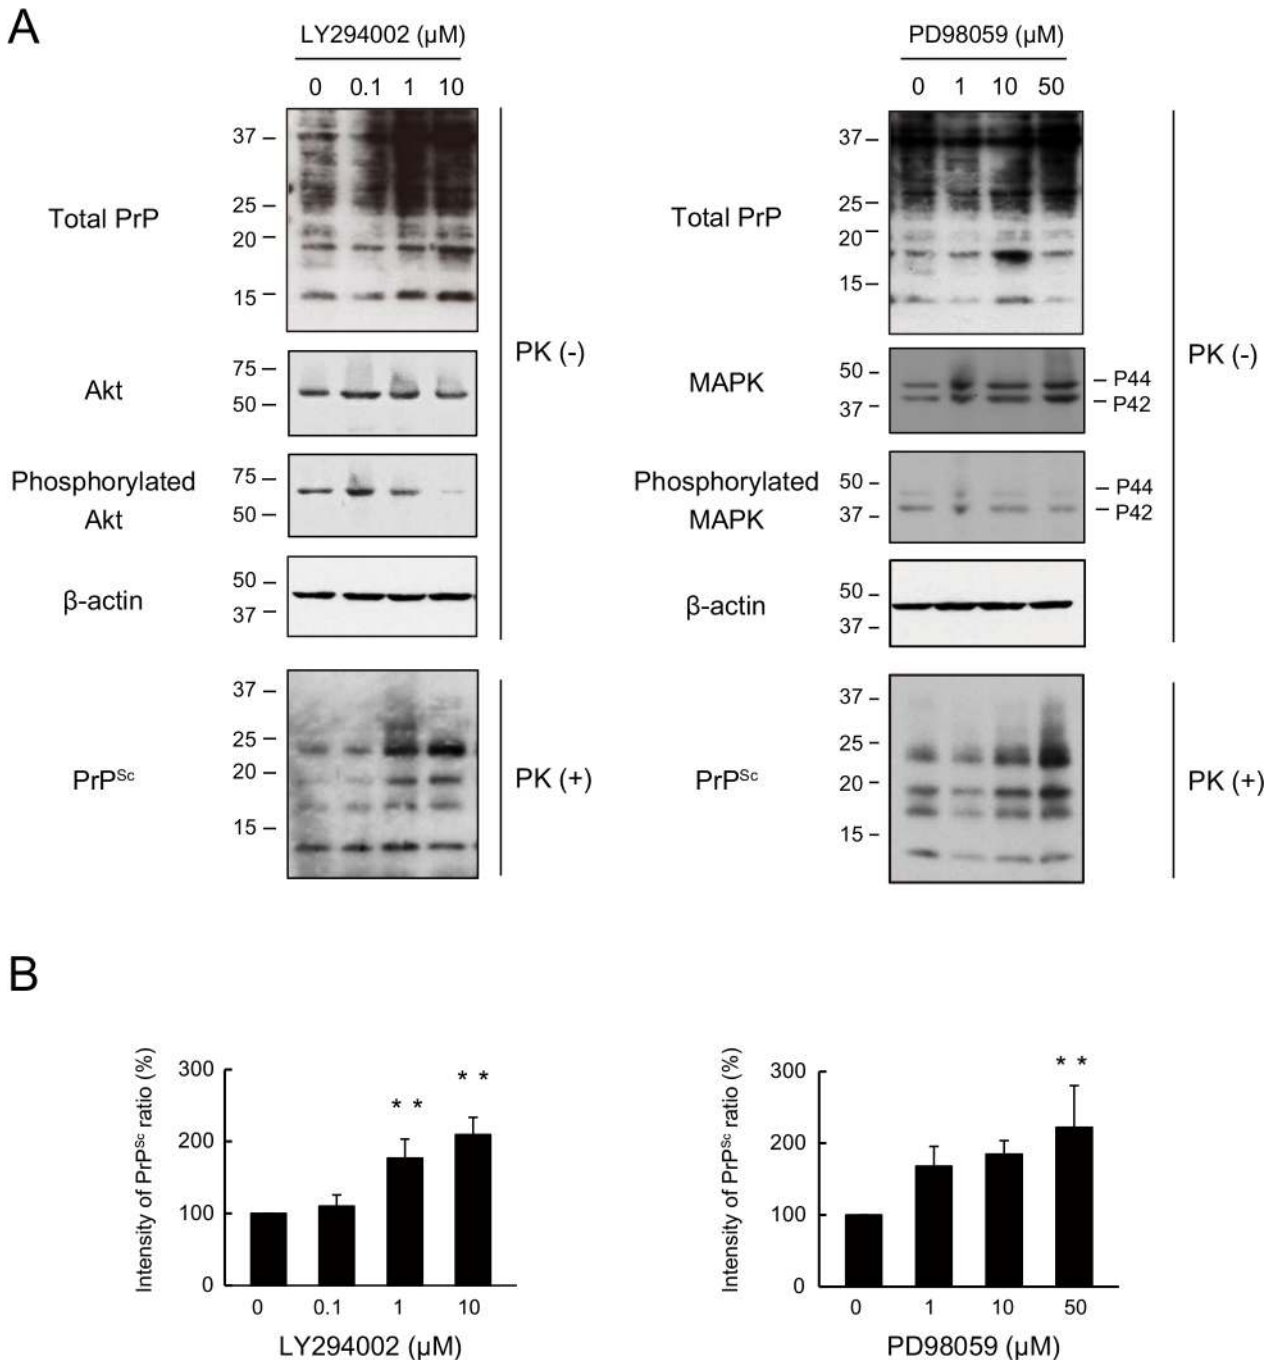 A
LY294002 (μM)
0 0.1 1 10
Total PrP
37
25
20
15
Akt
75
50
Phosphorylated
Akt
75
50
β-actin
50
37
PK (-)
PrPSc
37
25
20
15
PK (+)
PD98059 (μM)
0 1 10 50
Total PrP
37
25
20
15
MAPK
50
37
P44
P42
Phosphorylated
MAPK
50
37
P44
P42
β-actin
50
37
PK (-)
PrPSc
37
25
20
15
PK (+)
B
Intensity of PrPSc ratio (%)
300
200
100
0
* *
* *
0 0.1 1 10
LY294002 (μM)
Intensity of PrPSc ratio (%)
300
200
100
0
* *
0 1 10 50
PD98059 (μM)